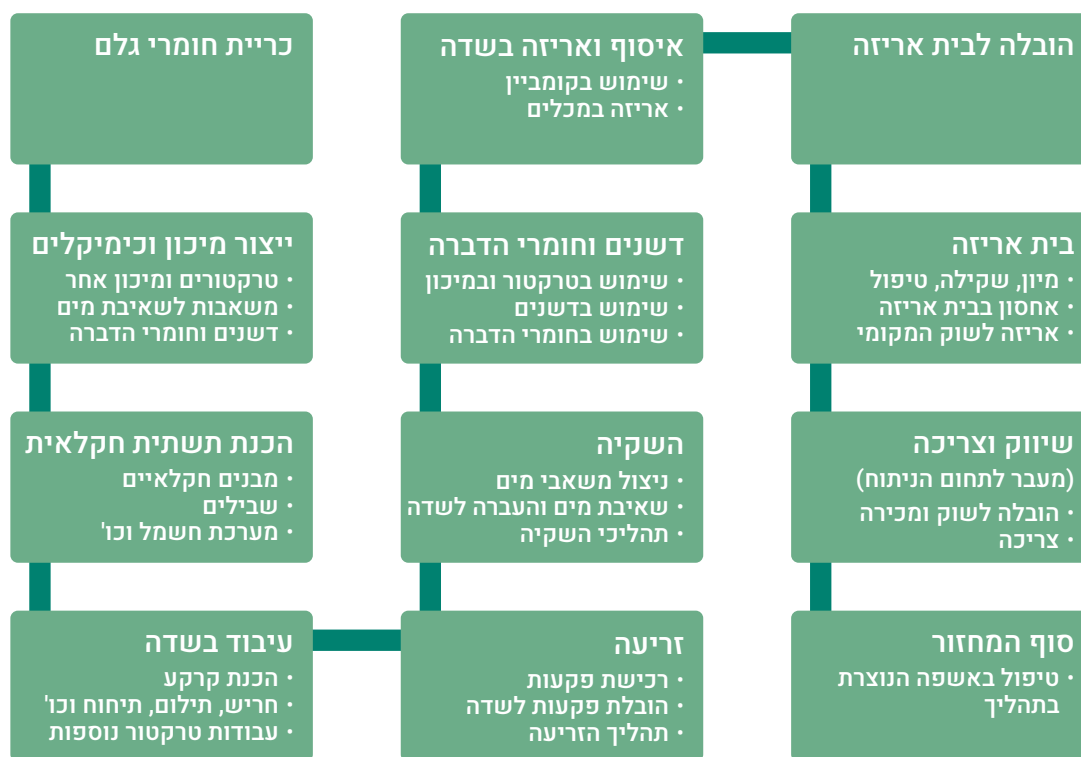 כריית חומרי גלם
ייצור מיכון וכימיקלים
· טרקטורים ומיכון אחר
· משאבות לשאיבת מים
· דשנים וחומרי הדברה
הכנת תשתית חקלאית
· מבנים חקלאיים
· שבילים
· מערכת חשמל וכו'
עיבוד בשדה
· הכנת קרקע
· חריש, תילום, תיחוח וכו'
· עבודות טרקטור נוספות
זריעה
· רכישת פקעות
· הובלת פקעות לשדה
· תהליך הזריעה
השקיה
· ניצול משאבי מים
· שאיבת מים והעברה לשדה
· תהליכי השקיה
דשנים וחומרי הדברה
· שימוש בטרקטור ובמיכון
· שימוש בדשנים
· שימוש בחומרי הדברה
איסוף ואריזה בשדה
· שימוש בקומביין
· אריזה במכלים
הובלה לבית אריזה
בית אריזה
· מיון, שקילה, טיפול
· אחסון בבית אריזה
· אריזה לשוק המקומי
שיווק וצריכה
(מעבר לתחום הניתוח)
· הובלה לשוק ומכירה
· צריכה
סוף המחזור
· טיפול באשפה הנוצרת
בתהליך